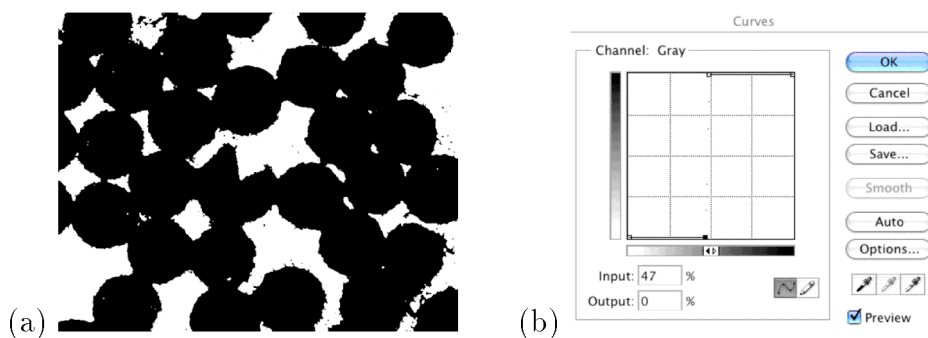 Curves
Channel: Gray
OK
Cancel
Load...
Save...
Smooth
Auto
Options...
Input: 47 %
Output: 0 %
Preview
(a)
(b)